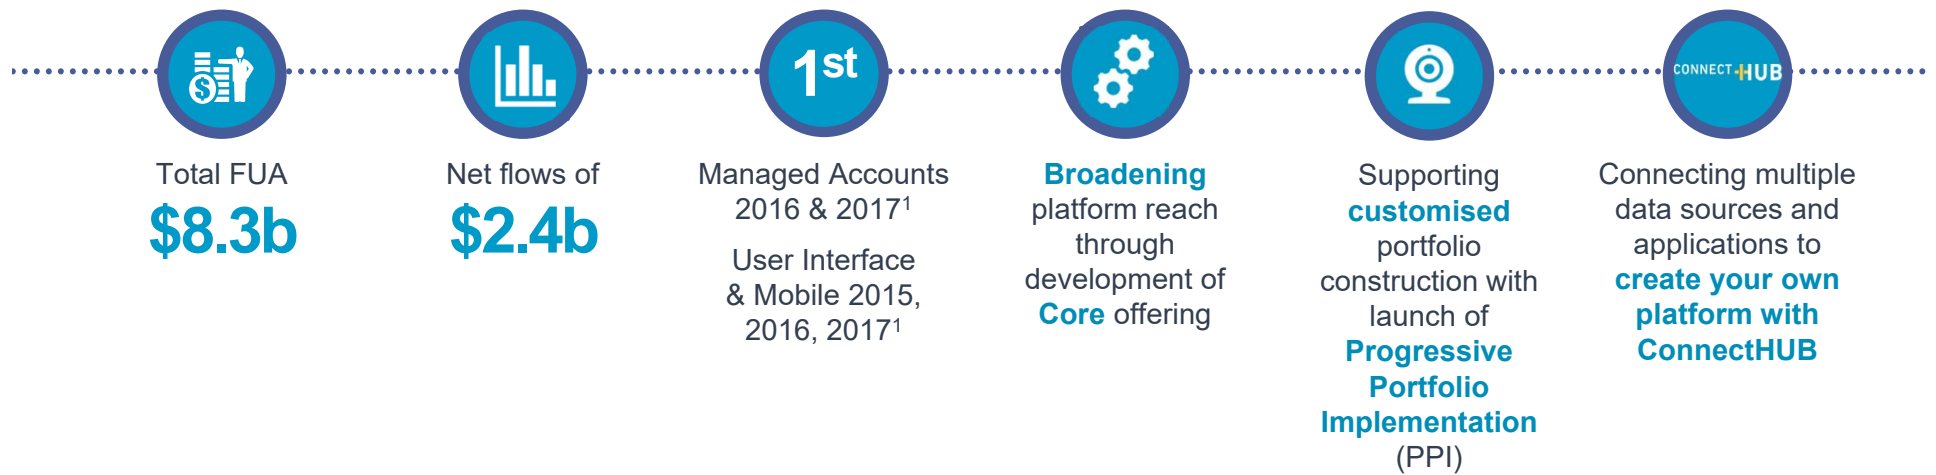 $
1st
CONNECT HUB
Total FUA
$8.3b
Net flows of
$2.4b
Managed Accounts
2016 & 2017¹
User Interface
& Mobile 2015,
2016, 2017¹
Broadening
platform reach
through
development of
Core offering
Supporting
customised
portfolio
construction with
launch of
Progressive
Portfolio
Implementation
(PPI)
Connecting multiple
data sources and
applications to
create your own
platform with
ConnectHUB